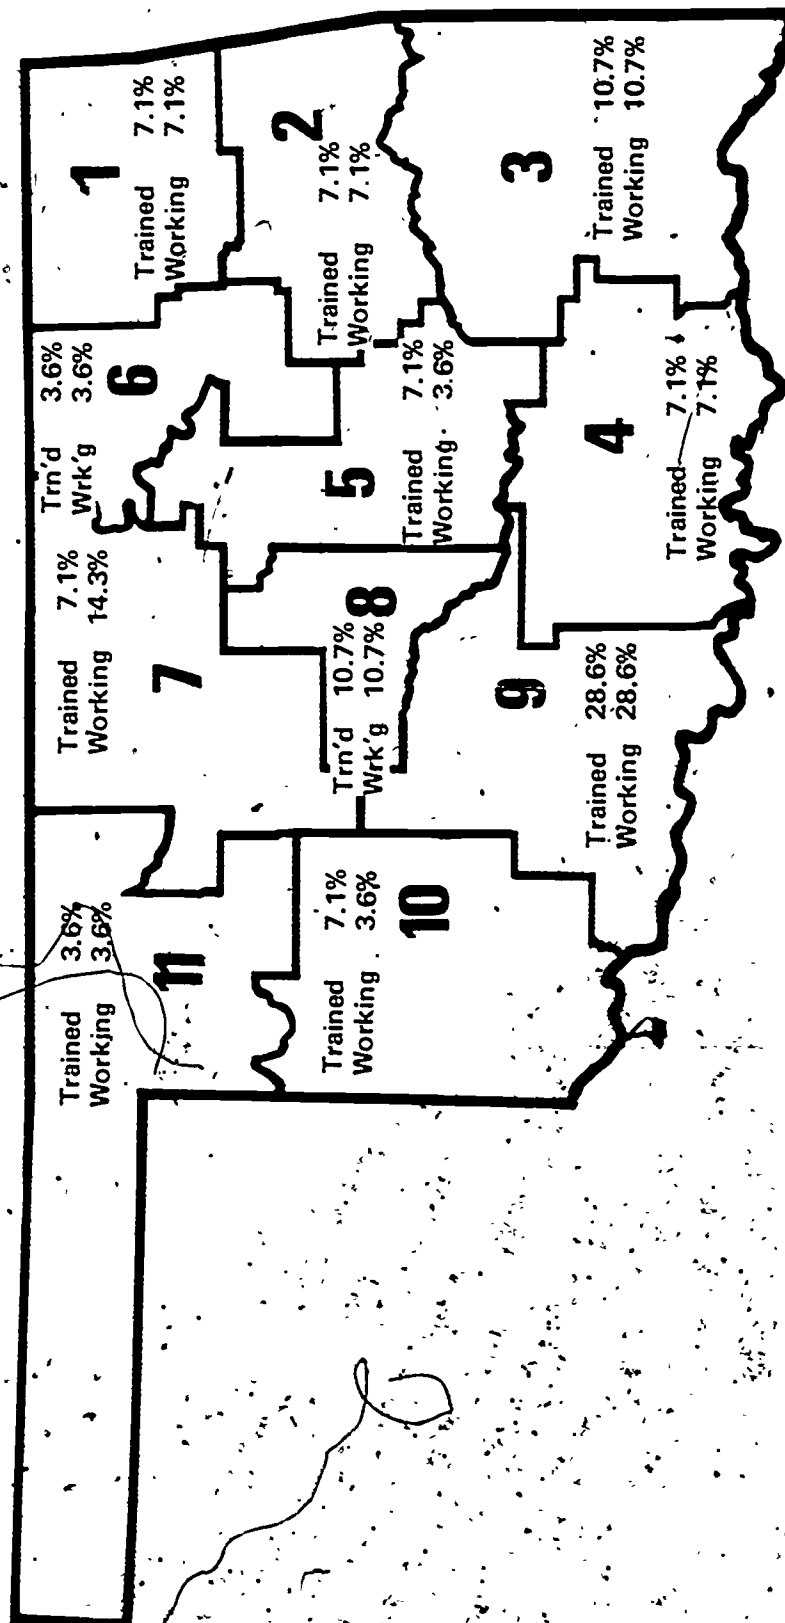 1
Trained 7.1%
Working 7.1%
2
Trained 7.1%
Working 7.1%
3
Trained 10.7%
Working 10.7%
4
Trained 7.1%
Working 7.1%
5
Trained 7.1%
Working 3.6%
6
Trn'd 3.6%
Wrk'g 3.6%
7
Trained 7.1%
Working 14.3%
8
Trn'd 10.7%
Wrk'g 10.7%
9
Trained 28.6%
Working 28.6%
10
Trained 7.1%
Working 3.6%
11
Trained 3.6%
Working 3.6%